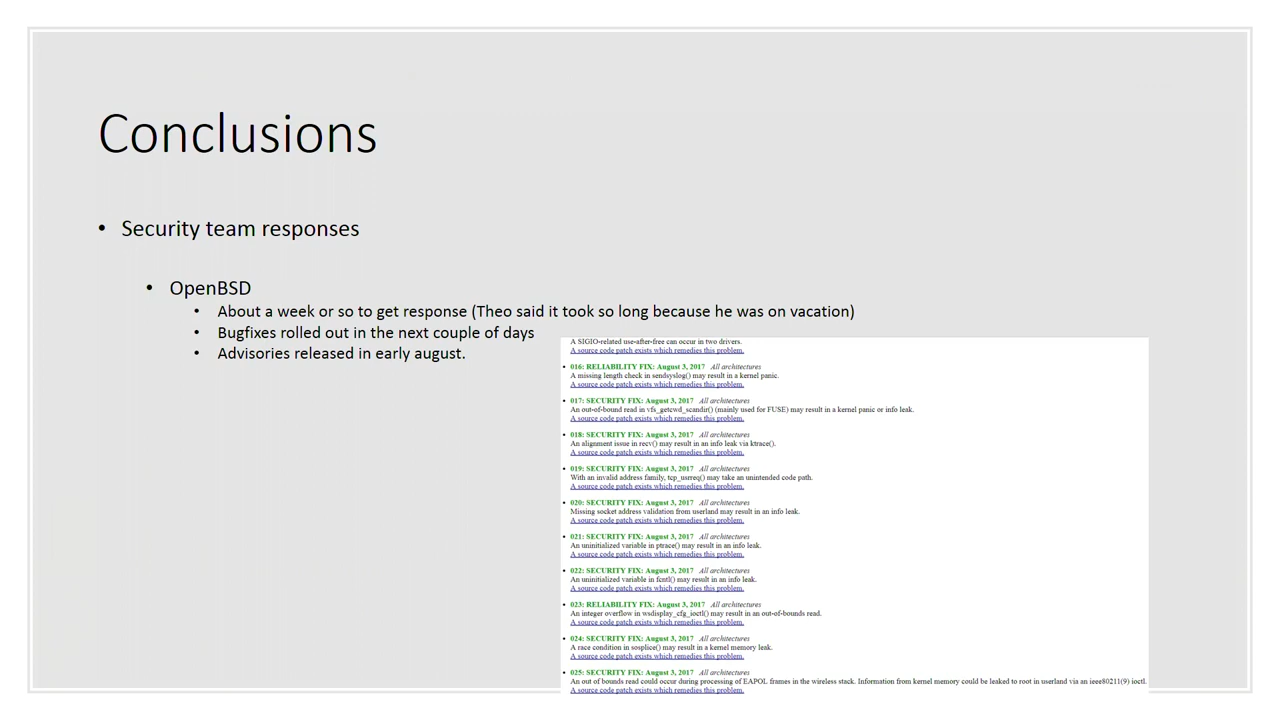 Conclusions
• Security team responses
• OpenBSD
• About a week or so to get response (Theo said it took so long because he was on vacation)
• Bugfixes rolled out in the next couple of days
• Advisories released in early august.
A SIGIO-related use-after-free can occur in two drivers.
A source code patch exists which remedies this problem.
• 016: RELIABILITY FIX: August 3, 2017 All architectures
A missing length check in sendsyslog() may result in a kernel panic.
A source code patch exists which remedies this problem.
• 017: SECURITY FIX: August 3, 2017 All architectures
An out-of-bound read in vfs_getcwd_scandir() (mainly used for FUSE) may result in a kernel panic or info leak.
A source code patch exists which remedies this problem.
• 018: SECURITY FIX: August 3, 2017 All architectures
An alignment issue in recv() may result in an info leak via ktrace().
A source code patch exists which remedies this problem.
• 019: SECURITY FIX: August 3, 2017 All architectures
With an invalid address family, tcp_usrreq() may take an unintended code path.
A source code patch exists which remedies this problem.
• 020: SECURITY FIX: August 3, 2017 All architectures
Missing socket address validation from userland may result in an info leak.
A source code patch exists which remedies this problem.
• 021: SECURITY FIX: August 3, 2017 All architectures
An uninitialized variable in ptrace() may result in an info leak.
A source code patch exists which remedies this problem.
• 022: SECURITY FIX: August 3, 2017 All architectures
An uninitialized variable in fcntl() may result in an info leak.
A source code patch exists which remedies this problem.
• 023: RELIABILITY FIX: August 3, 2017 All architectures
An integer overflow in wsdisplay_cfg_ioctl() may result in an out-of-bounds read.
A source code patch exists which remedies this problem.
• 024: SECURITY FIX: August 3, 2017 All architectures
A race condition in sosplice() may result in a kernel memory leak.
A source code patch exists which remedies this problem.
• 025: SECURITY FIX: August 3, 2017 All architectures
An out of bounds read could occur during processing of EAPOL frames in the wireless stack. Information from kernel memory could be leaked to root in userland via an ieee80211(9) ioctl.
A source code patch exists which remedies this problem.